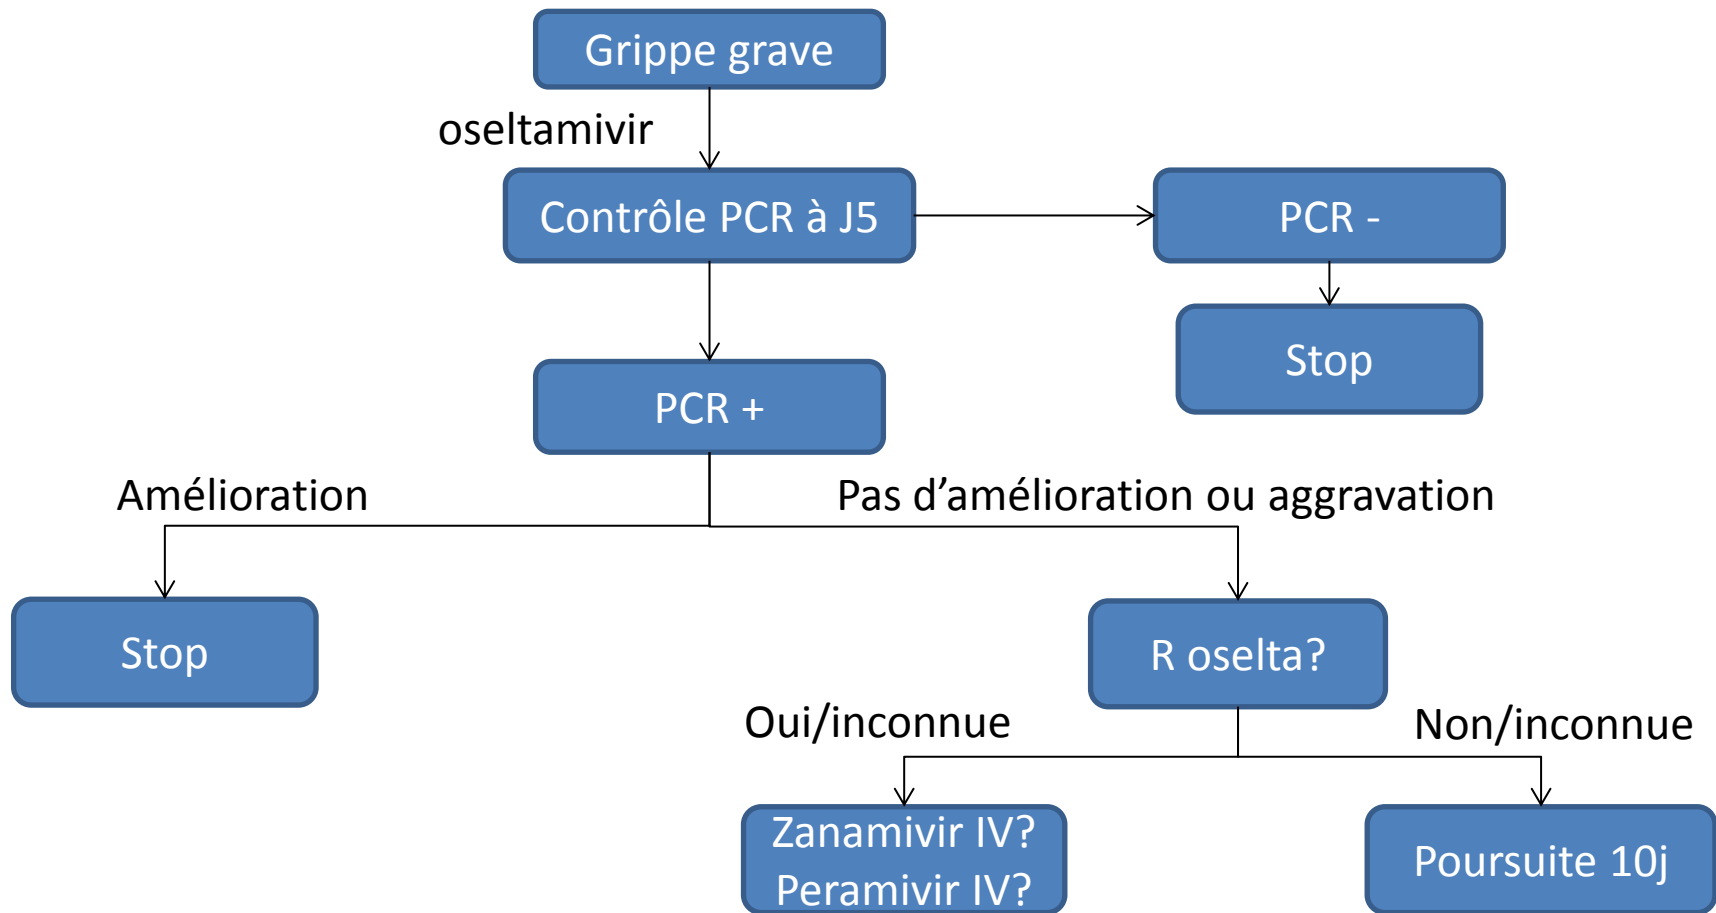 Grippe grave
oseltamivir
Contrôle PCR à J5
PCR -
Stop
PCR +
Amélioration
Pas d’amélioration ou aggravation
Stop
R oselta?
Oui/inconnue
Non/inconnue
Zanamivir IV?
Peramivir IV?
Poursuite 10j